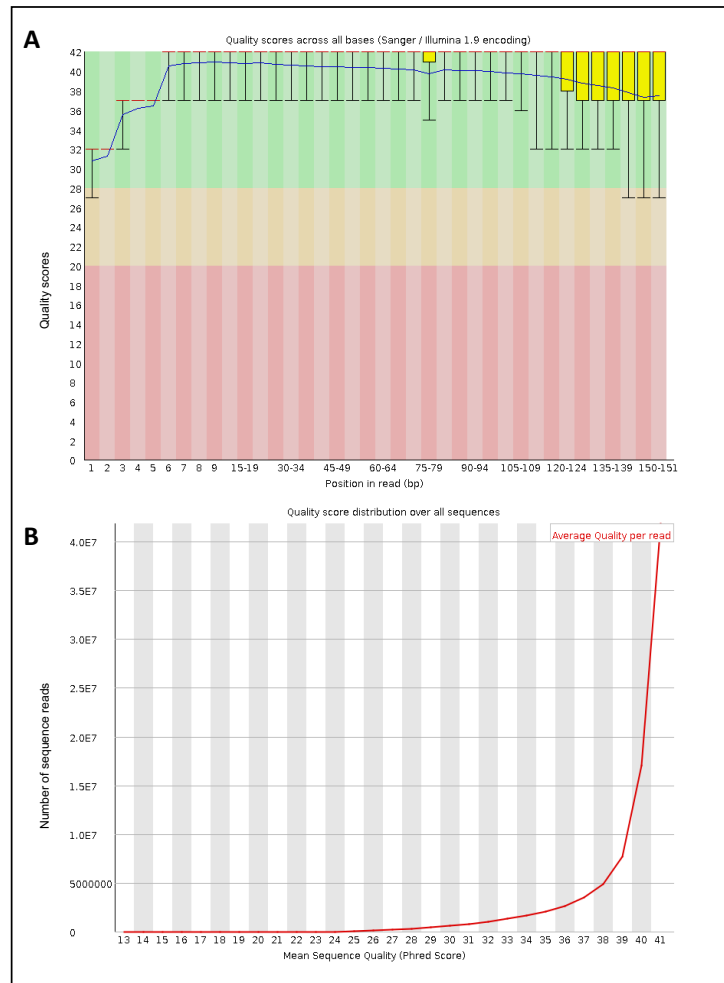 A
Quality scores across all bases (Sanger / Illumina 1.9 encoding)
42
40
38
36
34
32
30
28
26
24
22
20
18
16
14
12
10
8
6
4
2
0
Quality scores
1 2 3 4 5 6 7 8 9 15-19 30-34 45-49 60-64 75-79 90-94 105-109 120-124 135-139 150-151
Position in read (bp)
B
Quality score distribution over all sequences
Average Quality per read
4.0E7
3.5E7
3.0E7
2.5E7
2.0E7
1.5E7
1.0E7
5000000
0
Number of sequence reads
13 14 15 16 17 18 19 20 21 22 23 24 25 26 27 28 29 30 31 32 33 34 35 36 37 38 39 40 41
Mean Sequence Quality (Phred Score)